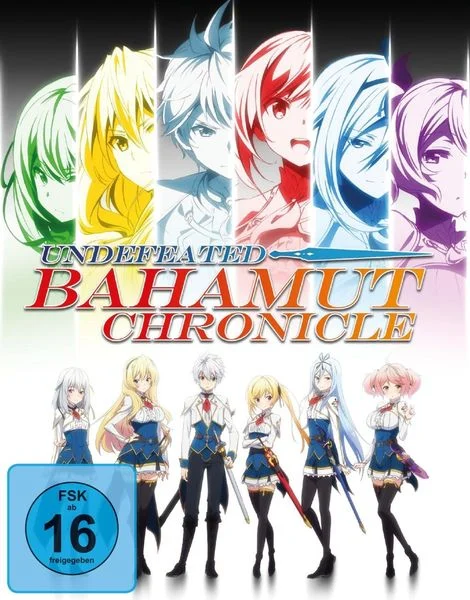 UNDEFEATED
BAHAMUT
CHRONICLE
FSK
ab
16
freigegeben